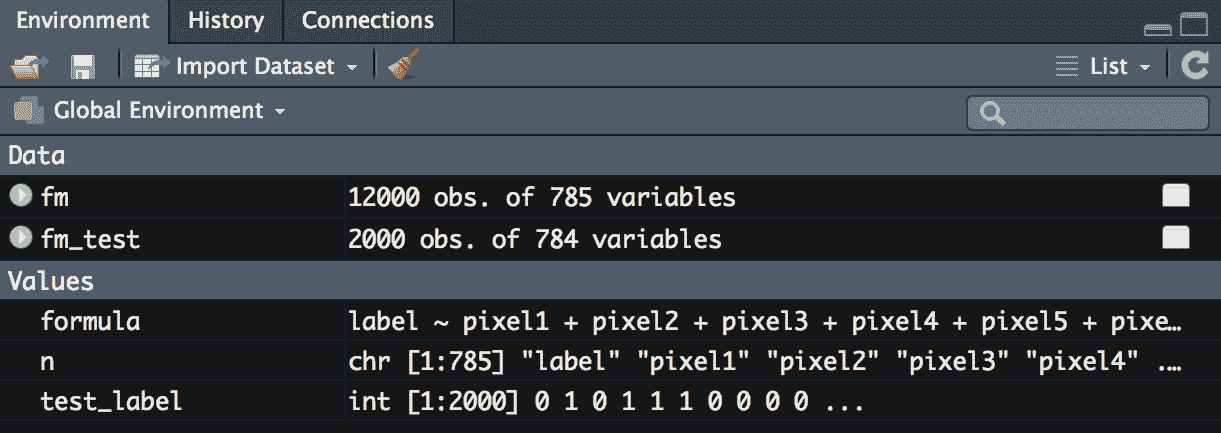 Environment History Connections
Import Dataset List
Global Environment
Data
fm 12000 obs. of 785 variables
fm_test 2000 obs. of 784 variables
Values
formula label ~ pixel1 + pixel2 + pixel3 + pixel4 + pixel5 + pixe…
n chr [1:785] "label" "pixel1" "pixel2" "pixel3" "pixel4" .…
test_label int [1:2000] 0 1 0 1 1 1 0 0 0 0 ...